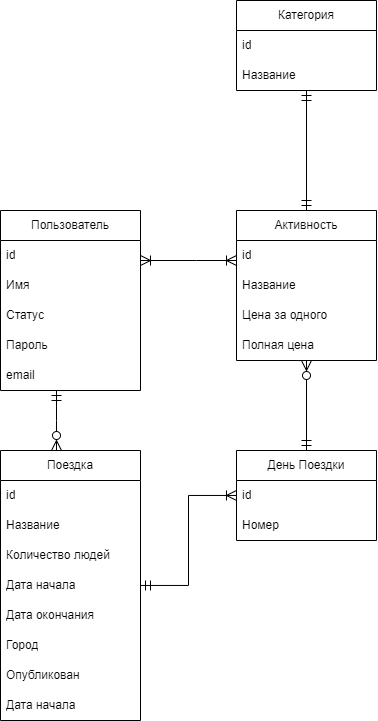 Категория
id
Название
Пользователь
id
Имя
Статус
Пароль
email
Активность
id
Название
Цена за одного
Полная цена
Поездка
id
Название
Количество людей
Дата начала
Дата окончания
Город
Опубликован
Дата начала
День Поездки
id
Номер